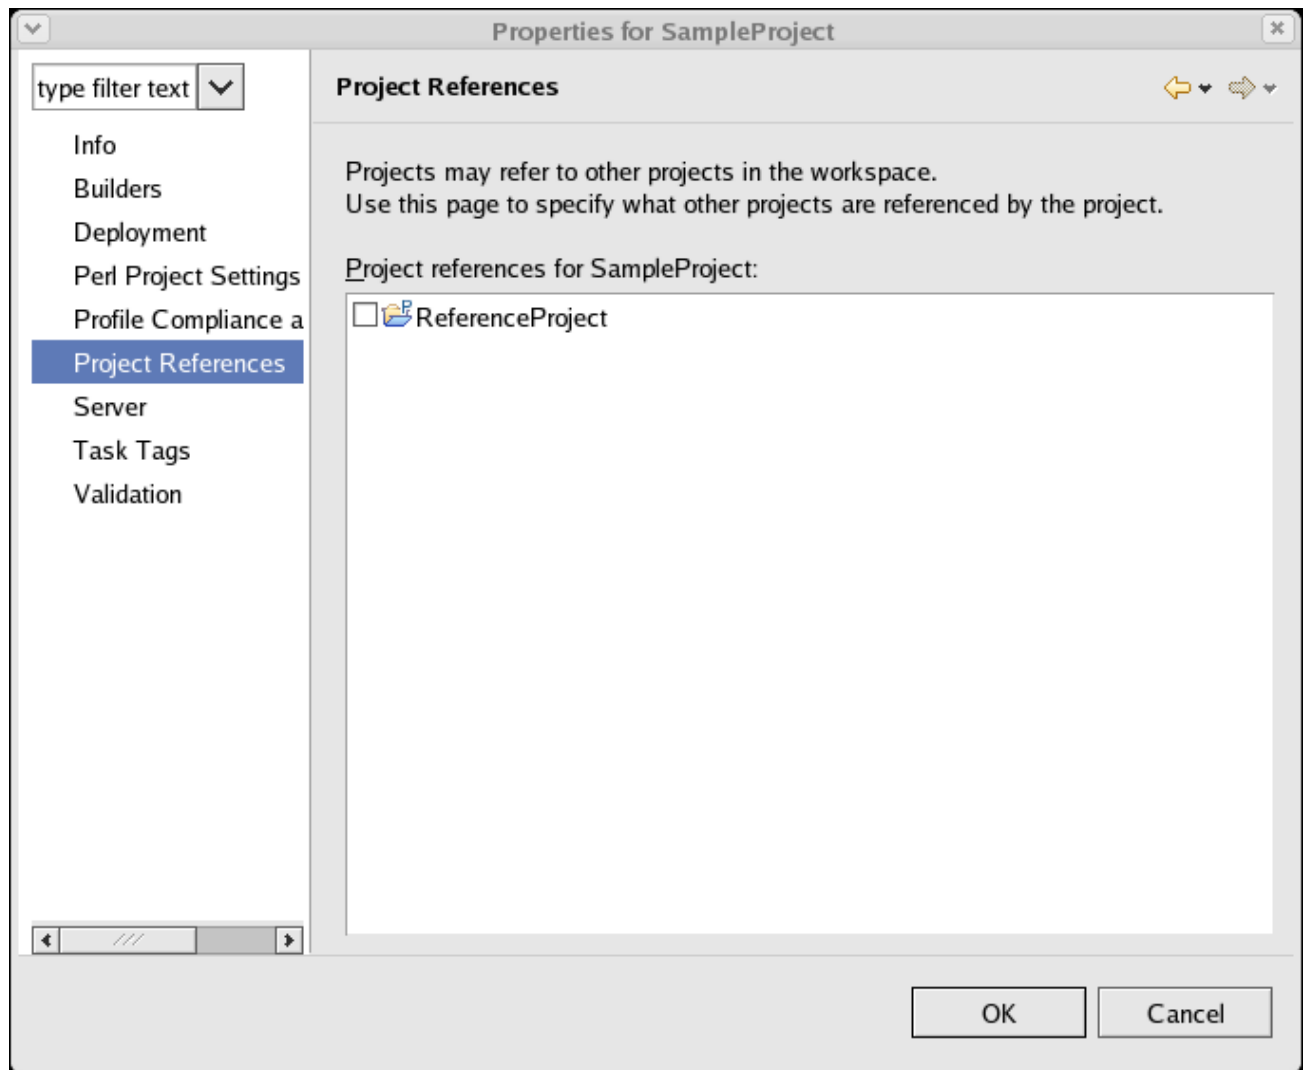 Properties for SampleProject
type filter text
Info
Builders
Deployment
Perl Project Settings
Profile Compliance a
Project References
Server
Task Tags
Validation
Project References
Projects may refer to other projects in the workspace.
Use this page to specify what other projects are referenced by the project.
Project references for SampleProject:
ReferenceProject
OK
Cancel